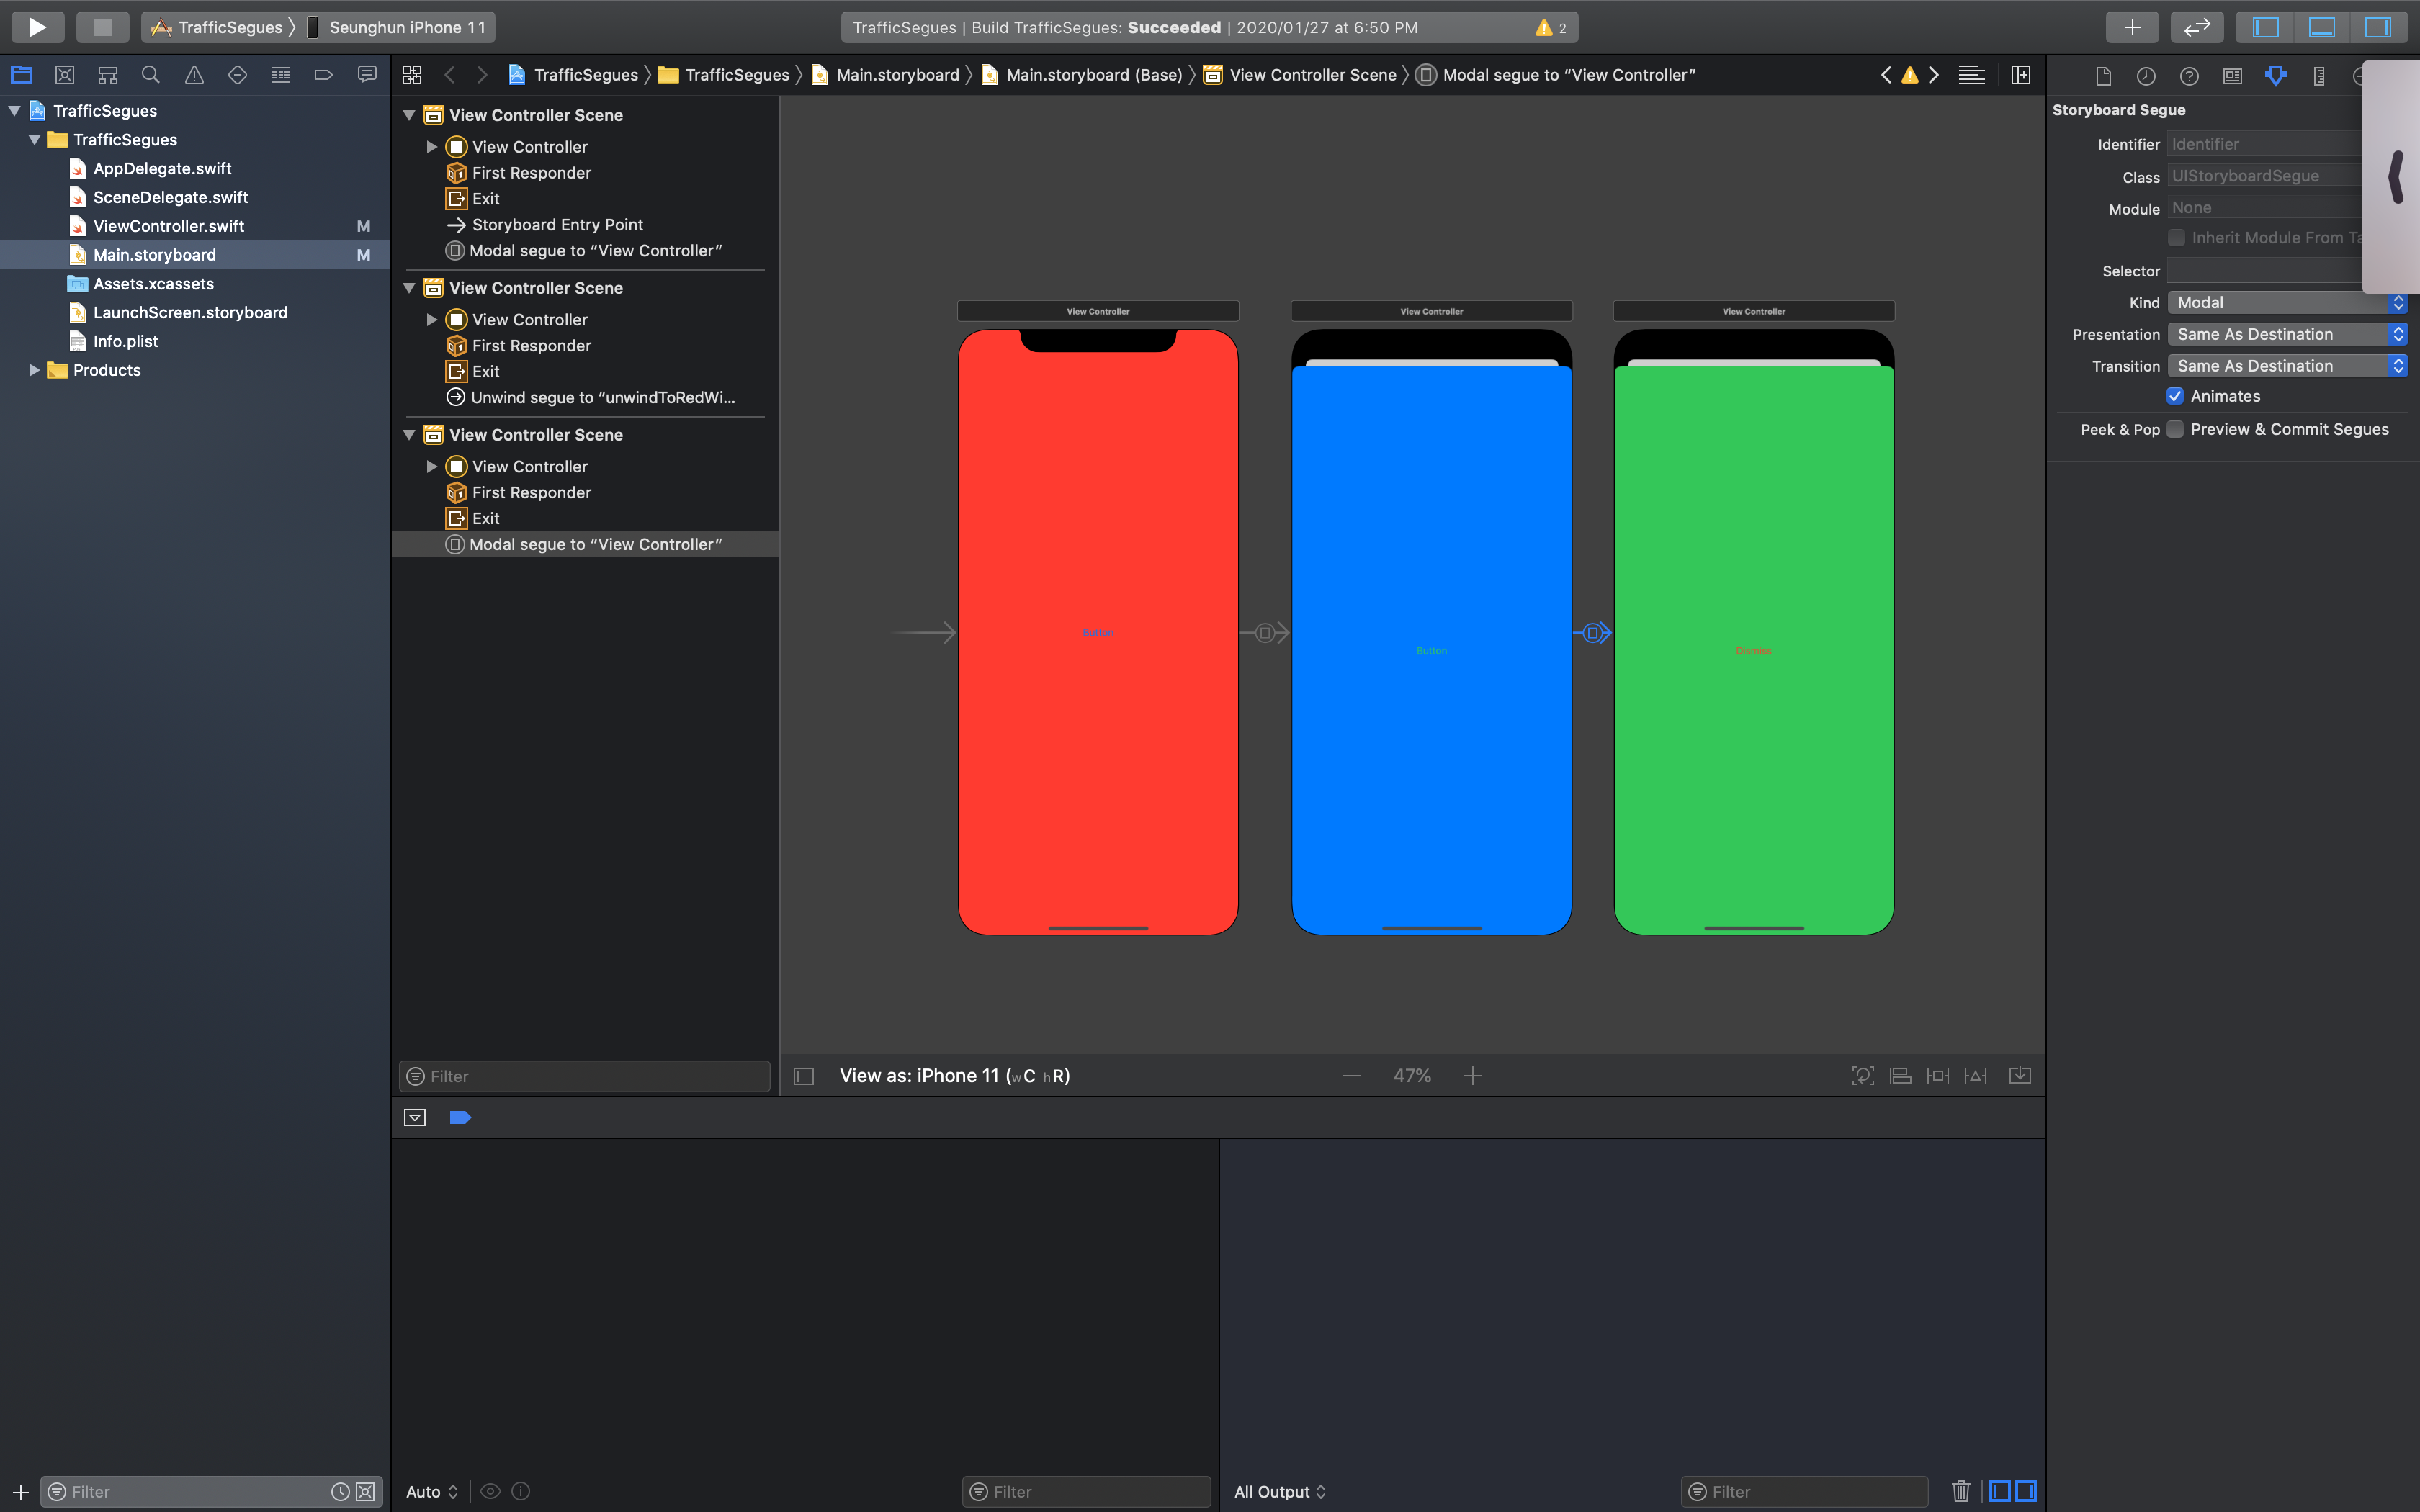 TrafficSegues 〉 Seunghun iPhone 11
TrafficSegues | Build TrafficSegues: Succeeded | 2020/01/27 at 6:50 PM
2
TrafficSegues 〉 TrafficSegues 〉 Main.storyboard 〉 Main.storyboard (Base) 〉 View Controller Scene 〉 Modal segue to “View Controller”
TrafficSegues
TrafficSegues
AppDelegate.swift
SceneDelegate.swift
ViewController.swift M
Main.storyboard M
Assets.xcassets
LaunchScreen.storyboard
Info.plist
Products
Filter
View Controller Scene
View Controller
First Responder
Exit
Storyboard Entry Point
Modal segue to “View Controller”
View Controller Scene
View Controller
First Responder
Exit
Unwind segue to “unwindToRedWi...
View Controller Scene
View Controller
First Responder
Exit
Modal segue to “View Controller”
Filter
View Controller
Button
View Controller
Button
View Controller
Dismiss
View as: iPhone 11 (wC hR)
47%
Storyboard Segue
Identifier Identifier
Class UIStoryboardSegue
Module None
Inherit Module From Ta
Selector
Kind Modal
Presentation Same As Destination
Transition Same As Destination
Animates
Peek & Pop Preview & Commit Segues
Auto
Filter
All Output
Filter